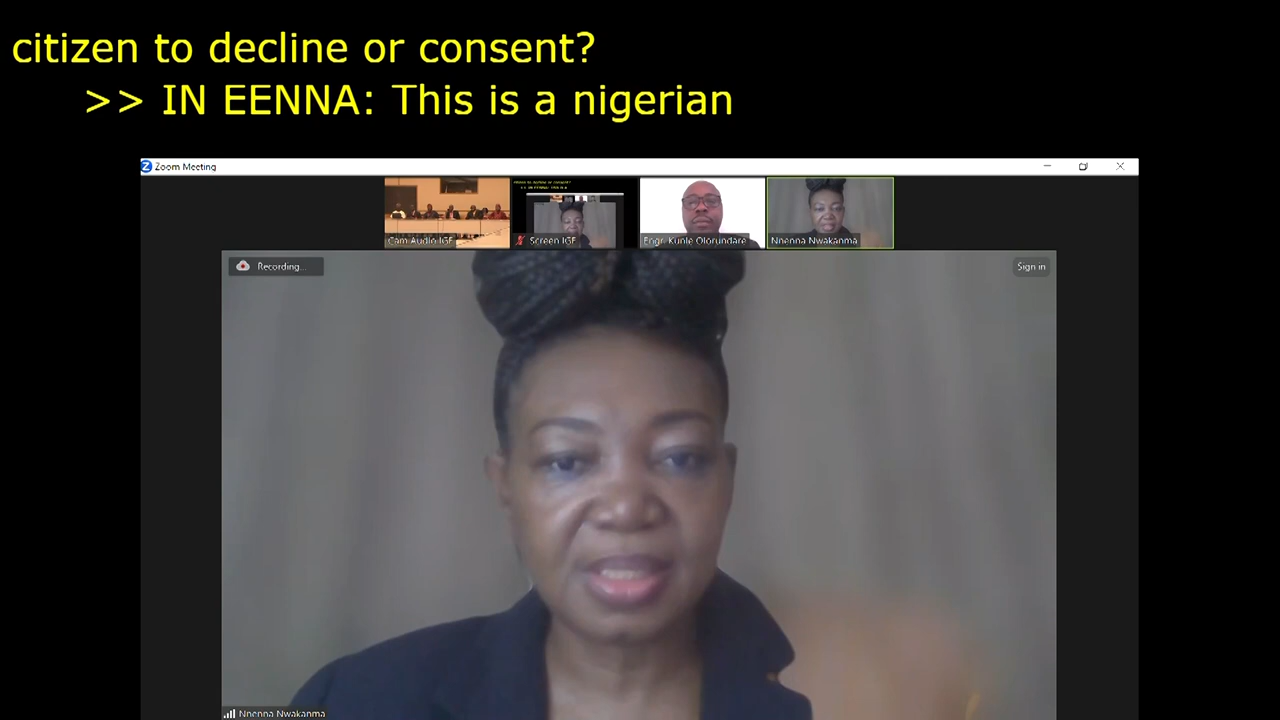 citizen to decline or consent?
>> IN EENNA: This is a nigerian
Zoom Meeting
Cam Audio IGF
Screen IGF
Engr. Kunle Olorundare
Nnenna Nwakanma
Recording...
Sign in
Nnenna Nwakanma